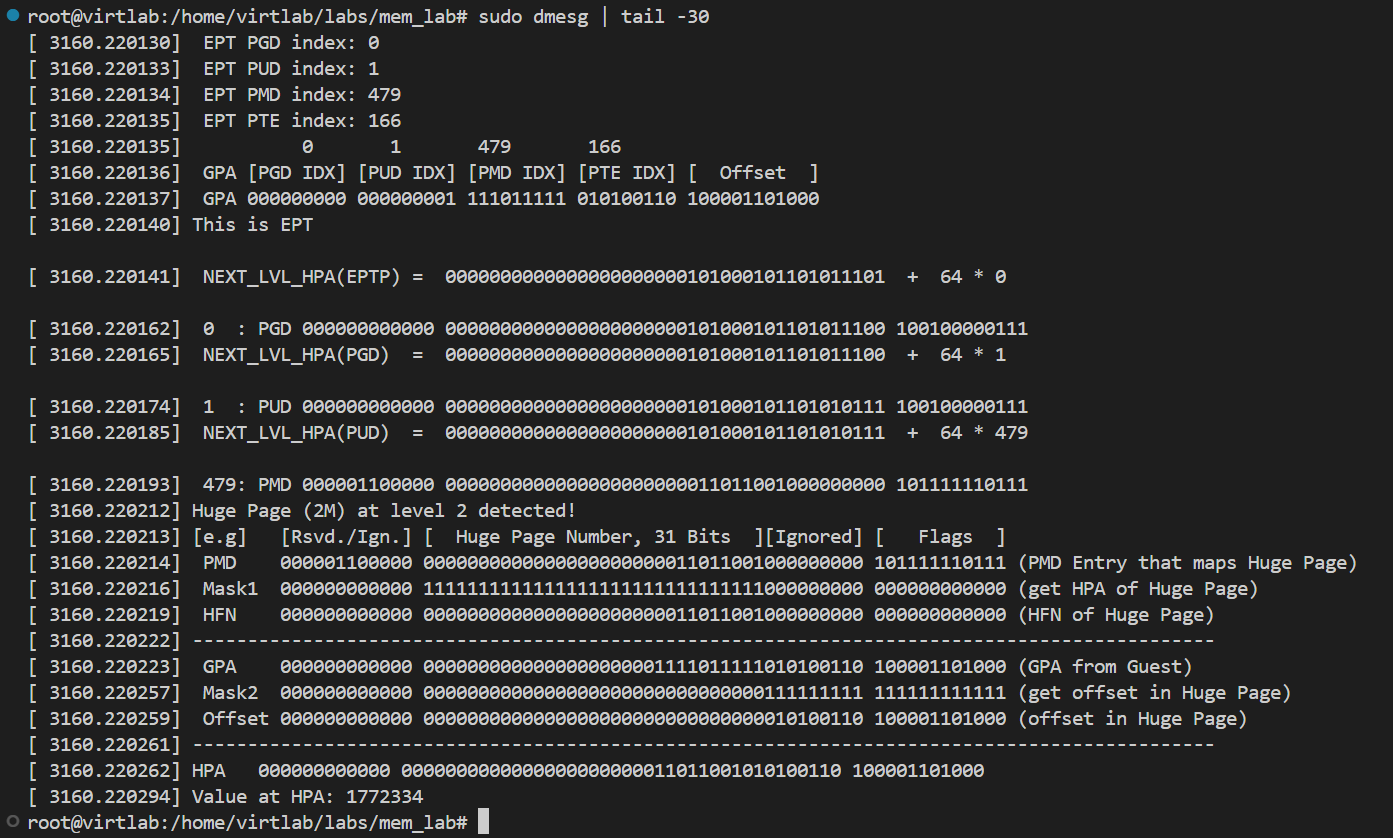 root@virtlab:/home/virtlab/labs/mem_lab# sudo dmesg | tail -30
[ 3160.220130]  EPT PGD index: 0
[ 3160.220133]  EPT PUD index: 1
[ 3160.220134]  EPT PMD index: 479
[ 3160.220135]  EPT PTE index: 166
[ 3160.220135]           0       1       479       166
[ 3160.220136]  GPA [PGD IDX] [PUD IDX] [PMD IDX] [PTE IDX] [  Offset  ]
[ 3160.220137]  GPA 000000000 000000001 111011111 010100110 100001101000
[ 3160.220140] This is EPT
[ 3160.220141]  NEXT_LVL_HPA(EPTP) =  0000000000000000000000101000101101011101  +  64 * 0
[ 3160.220162]  0  : PGD 000000000000 0000000000000000000000101000101101011100 100100000111
[ 3160.220165]  NEXT_LVL_HPA(PGD)  =  0000000000000000000000101000101101011100  +  64 * 1
[ 3160.220174]  1  : PUD 000000000000 0000000000000000000000101000101101010111 100100000111
[ 3160.220185]  NEXT_LVL_HPA(PUD)  =  0000000000000000000000101000101101010111  +  64 * 479
[ 3160.220193]  479: PMD 000001100000 0000000000000000000000011011001000000000 101111110111
[ 3160.220212] Huge Page (2M) at level 2 detected!
[ 3160.220213] [e.g]   [Rsvd./Ign.] [  Huge Page Number, 31 Bits  ][Ignored] [   Flags  ]
[ 3160.220214]  PMD    000001100000 0000000000000000000000011011001000000000 101111110111 (PMD Entry that maps Huge Page)
[ 3160.220216]  Mask1  000000000000 1111111111111111111111111111111000000000 000000000000 (get HPA of Huge Page)
[ 3160.220219]  HFN    000000000000 0000000000000000000000011011001000000000 000000000000 (HFN of Huge Page)
[ 3160.220222] ---------------------------------------------------------------------------------------------
[ 3160.220223]  GPA    000000000000 0000000000000000000001111011111010100110 100001101000 (GPA from Guest)
[ 3160.220257]  Mask2  000000000000 0000000000000000000000000000000111111111 111111111111 (get offset in Huge Page)
[ 3160.220259]  Offset 000000000000 0000000000000000000000000000000010100110 100001101000 (offset in Huge Page)
[ 3160.220261] ---------------------------------------------------------------------------------------------
[ 3160.220262] HPA   000000000000 0000000000000000000000011011001010100110 100001101000
[ 3160.220294] Value at HPA: 1772334
root@virtlab:/home/virtlab/labs/mem_lab#